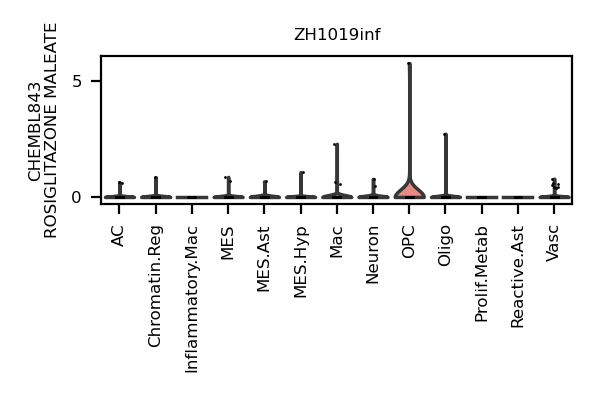 ZH1019inf
CHEMBL843
ROSIGLITAZONE MALEATE
5
0
AC
Chromatin.Reg
Inflammatory.Mac
MES
MES.Ast
MES.Hyp
Mac
Neuron
OPC
Oligo
Prolif.Metab
Reactive.Ast
Vasc